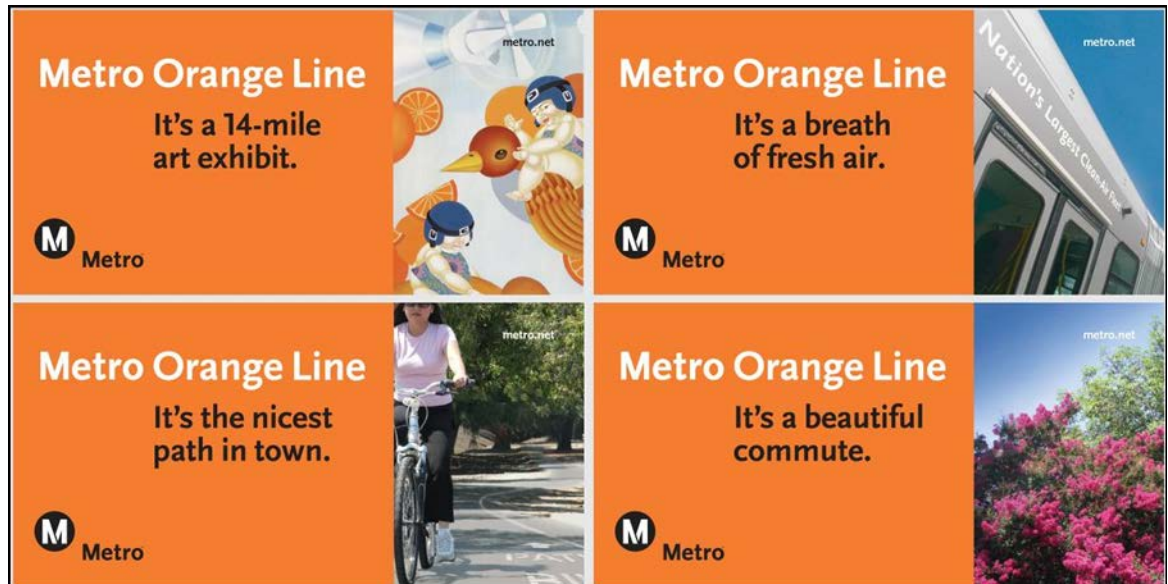 metro.net
Metro Orange Line
It's a 14-mile
art exhibit.
M
Metro
metro.net
Nation's Largest Clean-Air Fleet
Metro Orange Line
It's a breath
of fresh air.
M
Metro
metro.net
Metro Orange Line
It's the nicest
path in town.
M
Metro
metro.net
Metro Orange Line
It's a beautiful
commute.
M
Metro